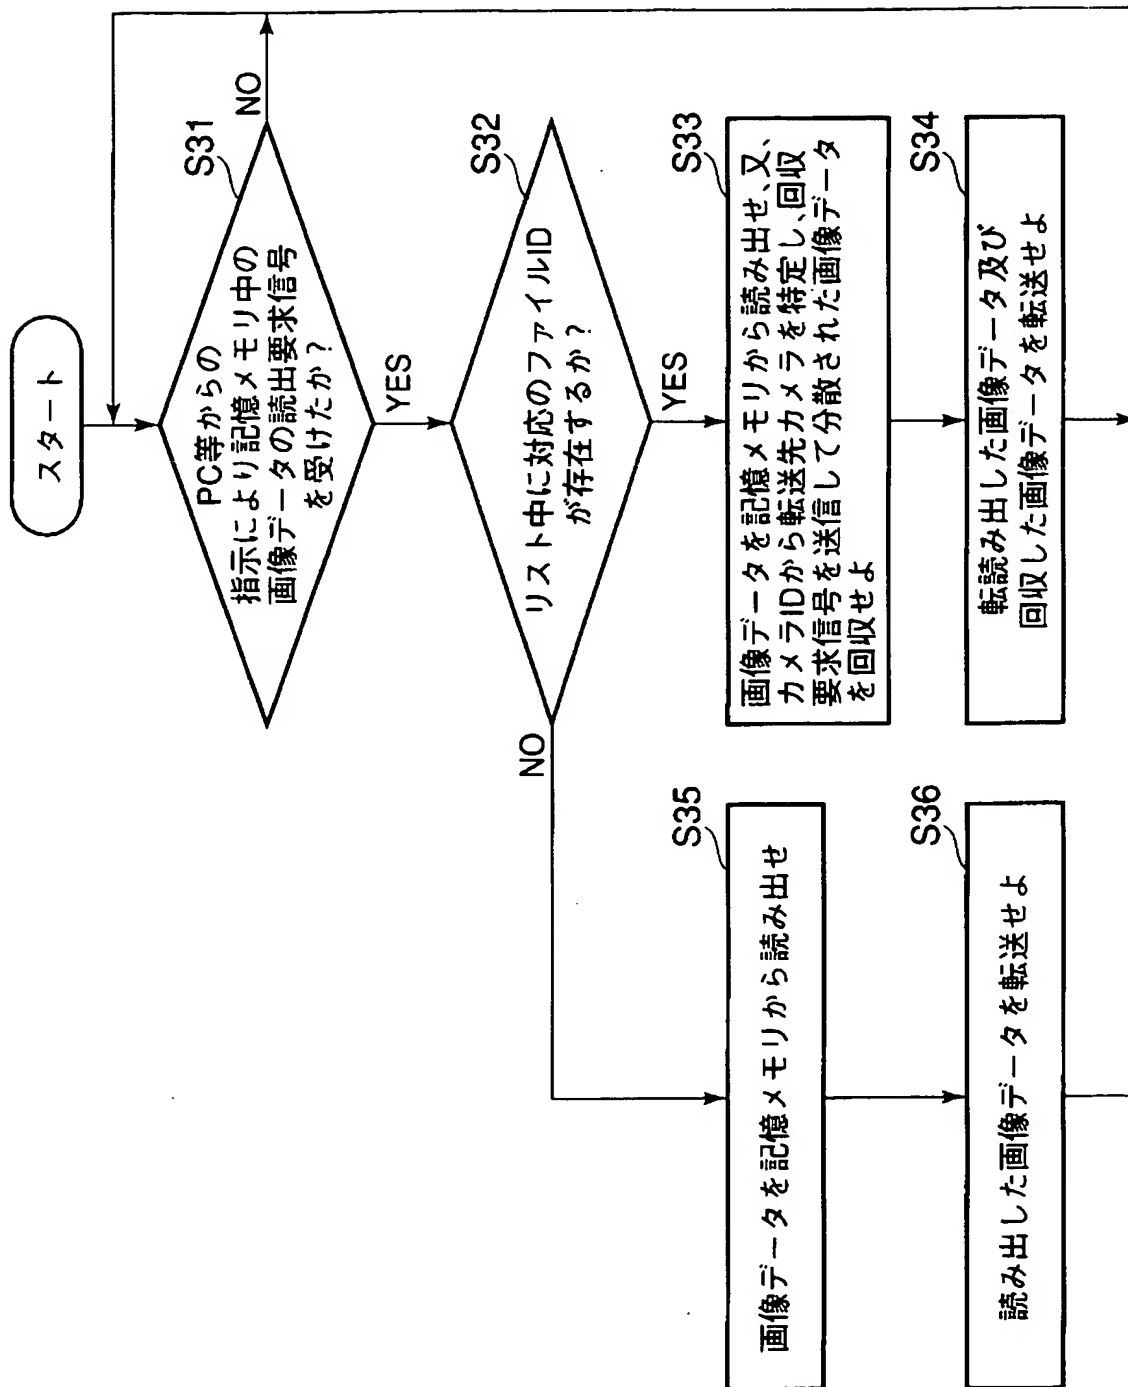 スタート
S31
PC等からの
指示により記憶メモリ中の
画像データの読出要求信号
を受けたか?
NO
YES
S32
リスト中に対応のファイルID
が存在するか?
NO
YES
S33
画像データを記憶メモリから読み出せ、又、
カメラIDから転送先カメラを特定し、回収
要求信号を送信して分散された画像データ
を回収せよ
S34
転読み出した画像データ及び
回収した画像データを転送せよ
S35
画像データを記憶メモリから読み出せ
S36
読み出した画像データを転送せよ